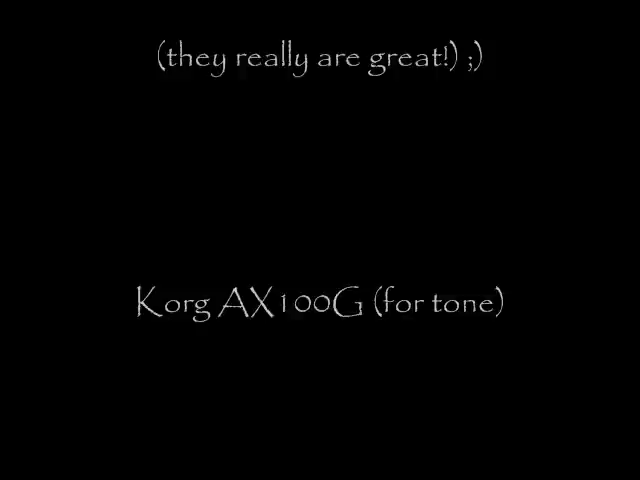 (they really are great!) ;)
Korg AX100G (for tone)